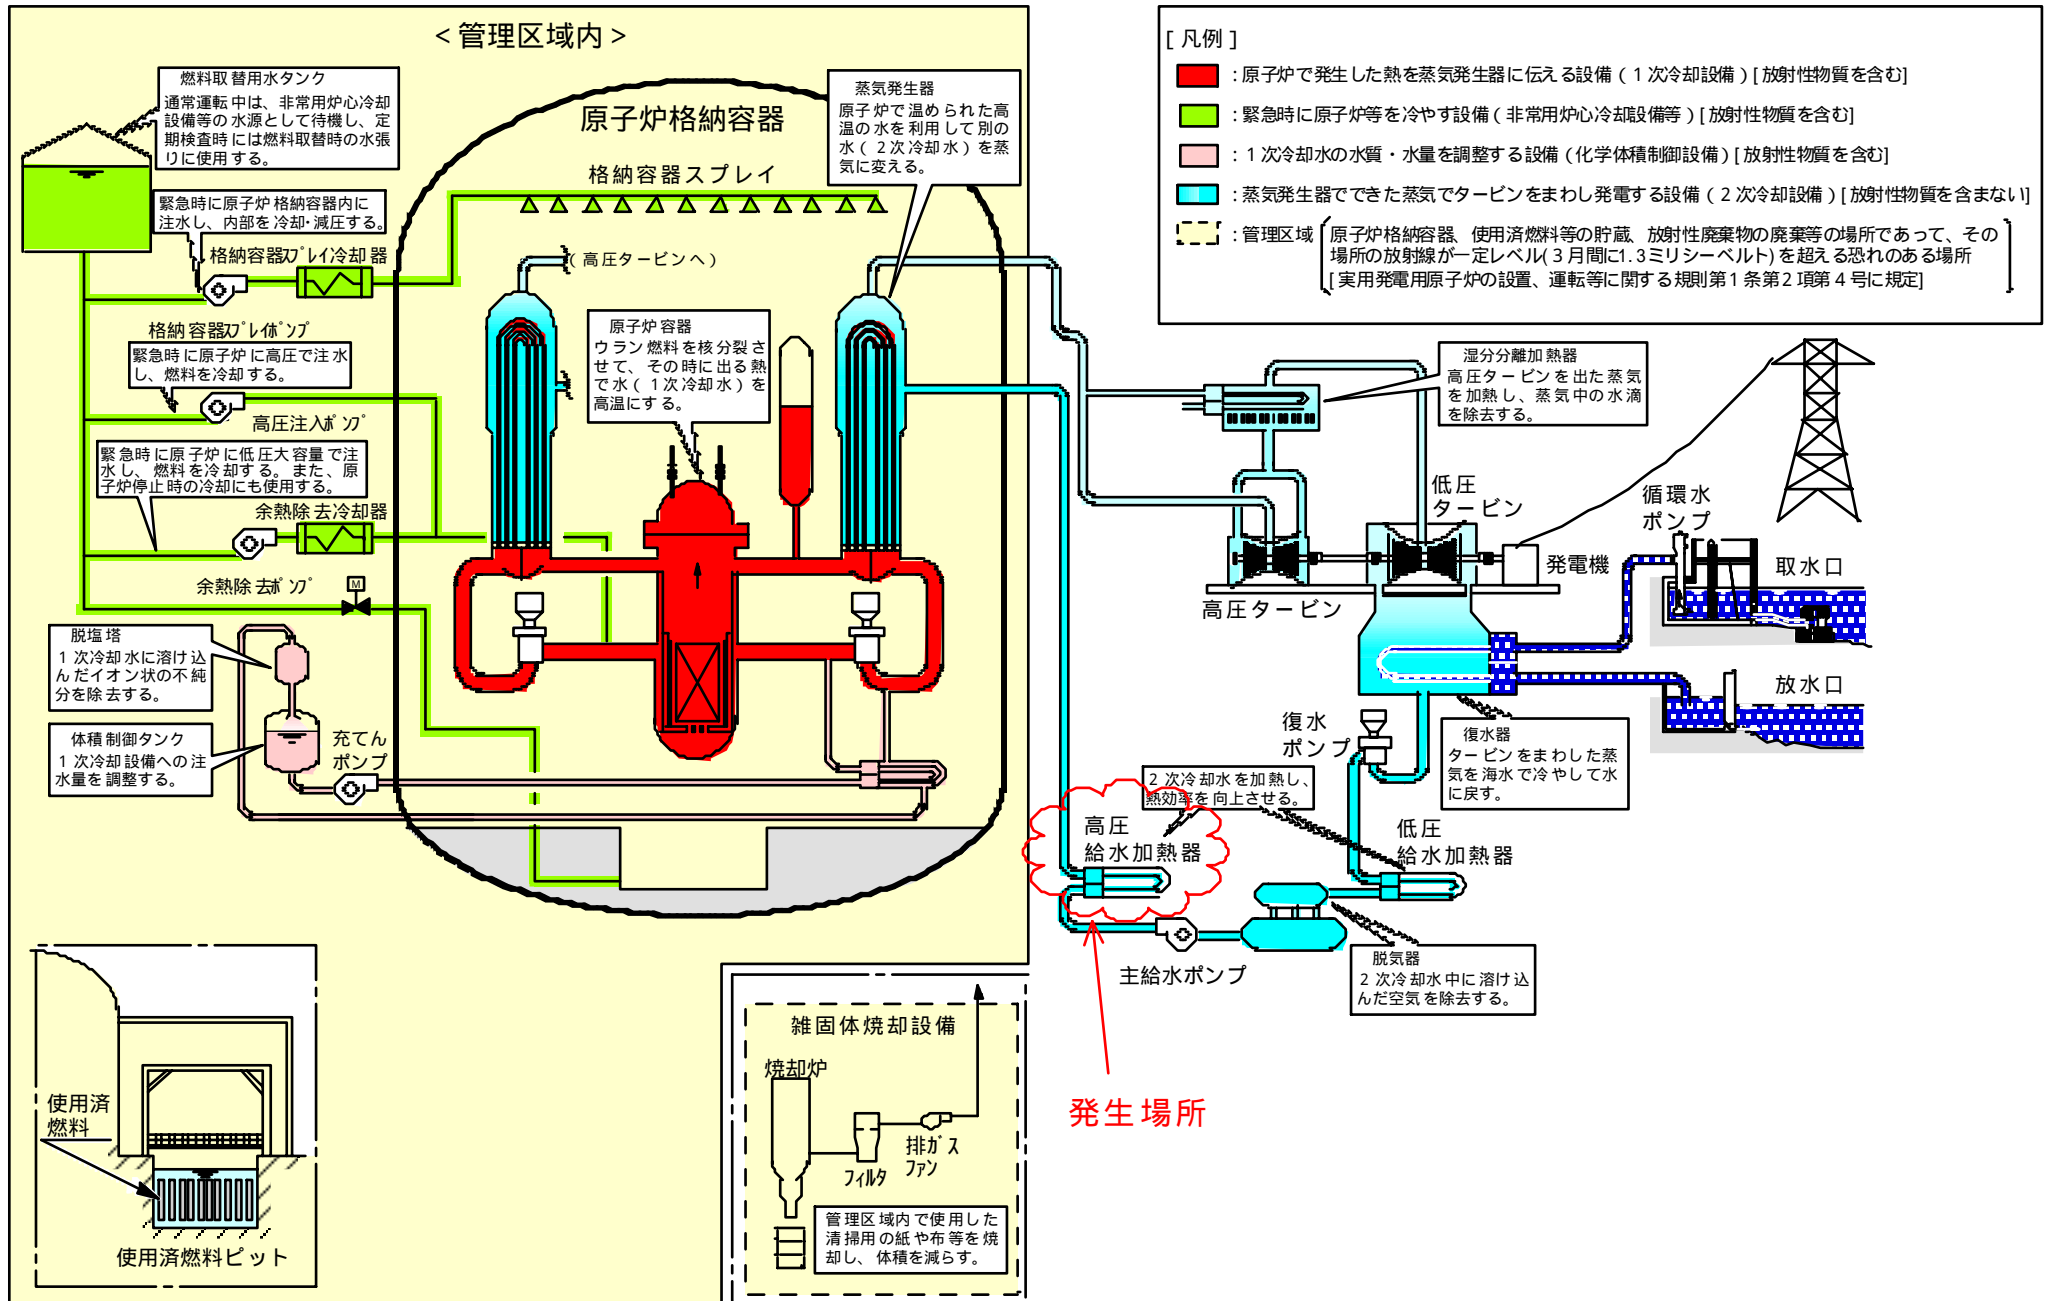 ＜管理区域内＞
燃料取替用水タンク
通常運転中は、非常用炉心冷却
設備等の水源として待機し、定
期検査時には燃料取替時の水張
りに使用する。
緊急時に原子炉格納容器内に
注水し、内部を冷却・減圧する。
格納容器ｽﾌﾟﾚｲ冷却器
格納容器ｽﾌﾟﾚｲﾎﾟﾝﾌﾟ
緊急時に原子炉に高圧で注水
し、燃料を冷却する。
高圧注入ﾎﾟﾝﾌﾟ
緊急時に原子炉に低圧大容量で注
水し、燃料を冷却する。また、原
子炉停止時の冷却にも使用する。
余熱除去冷却器
余熱除去ﾎﾟﾝﾌﾟ
M
脱塩塔
１次冷却水に溶け込
んだイオン状の不純
分を除去する。
体積制御タンク
１次冷却設備への注
水量を調整する。
充てん
ポンプ
原子炉格納容器
格納容器スプレイ
蒸気発生器
原子炉で温められた高
温の水を利用して別の
水（２次冷却水）を蒸
気に変える。
（高圧タービンへ）
原子炉容器
ウラン燃料を核分裂さ
せて、その時に出る熱
で水（１次冷却水）を
高温にする。
[凡例]
：原子炉で発生した熱を蒸気発生器に伝える設備（１次冷却設備）[放射性物質を含む]
：緊急時に原子炉等を冷やす設備（非常用炉心冷却設備等）[放射性物質を含む]
：１次冷却水の水質・水量を調整する設備（化学体積制御設備）[放射性物質を含む]
：蒸気発生器でできた蒸気でタービンをまわし発電する設備（２次冷却設備）[放射性物質を含まない]
：管理区域
原子炉格納容器、使用済燃料等の貯蔵、放射性廃棄物の廃棄等の場所であって、その
場所の放射線が一定レベル(３月間に1.3ミリシーベルト)を超える恐れのある場所
[実用発電用原子炉の設置、運転等に関する規則第１条第２項第４号に規定]
湿分分離加熱器
高圧タービンを出た蒸気
を加熱し、蒸気中の水滴
を除去する。
低圧
タービン
高圧タービン
発電機
循環水
ポンプ
取水口
放水口
復水
ポンプ
復水器
タービンをまわした蒸
気を海水で冷やして水
に戻す。
２次冷却水を加熱し、
熱効率を向上させる。
高圧
給水加熱器
低圧
給水加熱器
主給水ポンプ
脱気器
２次冷却水中に溶け込
んだ空気を除去する。
発生場所
使用済
燃料
使用済燃料ピット
雑固体焼却設備
焼却炉
フィルタ
排ｶﾞｽ
ﾌｧﾝ
管理区域内で使用した
清掃用の紙や布等を焼
却し、体積を減らす。